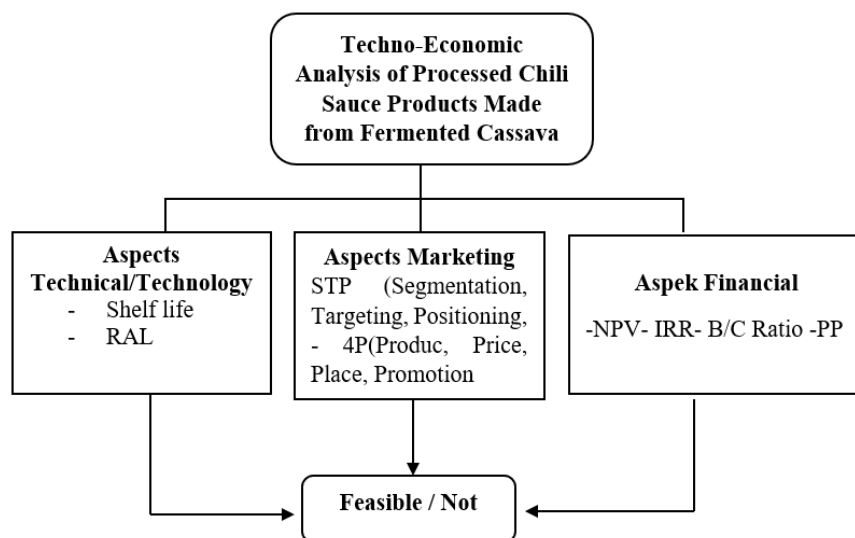 Techno-Economic
Analysis of Processed Chili
Sauce Products Made
from Fermented Cassava
Aspects
Technical/Technology
- Shelf life
- RAL
Aspects Marketing
STP (Segmentation,
Targeting, Positioning,
- 4P(Produc, Price,
Place, Promotion
Aspek Financial
-NPV- IRR- B/C Ratio -PP
Feasible / Not